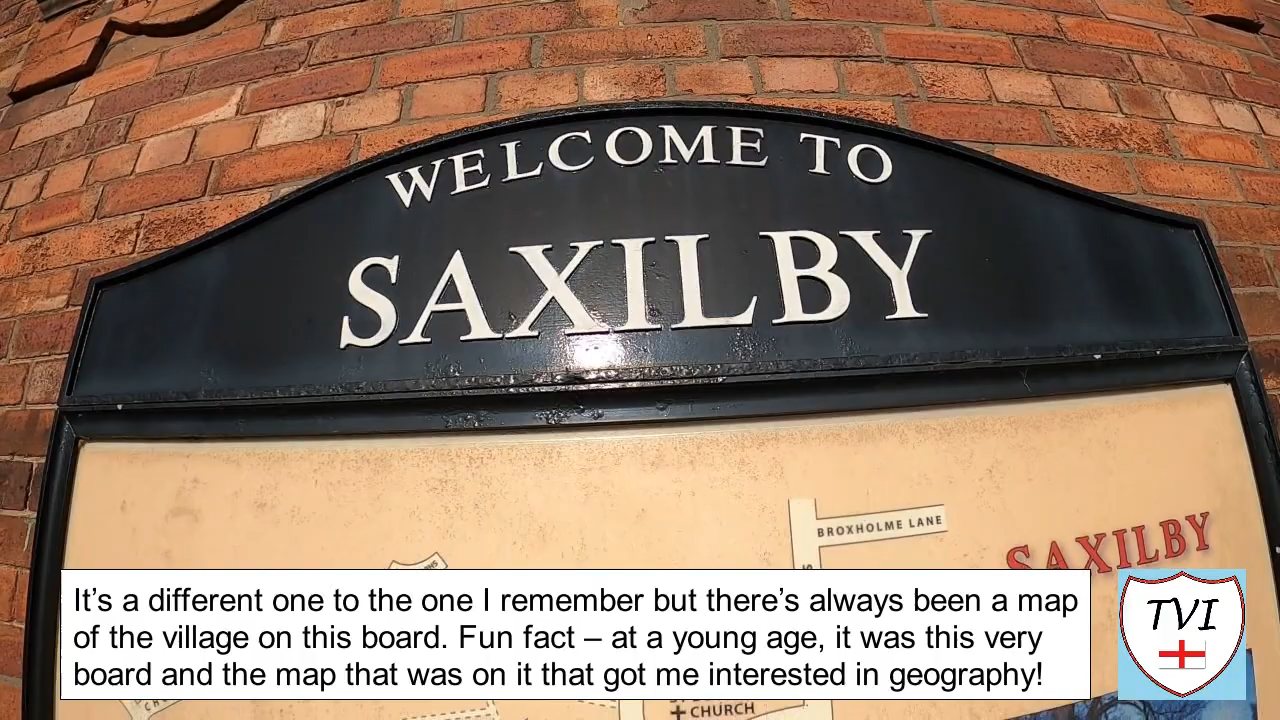 WELCOME TO
SAXILBY
BROXHOLME LANE
SAXILBY
It’s a different one to the one I remember but there’s always been a map
of the village on this board. Fun fact – at a young age, it was this very
board and the map that was on it that got me interested in geography!
TVI
CHURCH